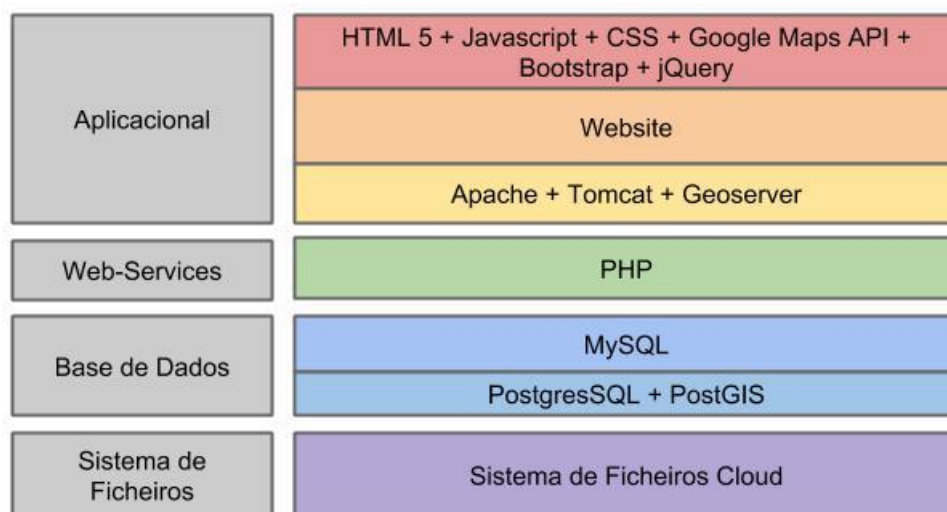 Aplicacional
HTML 5 + Javascript + CSS + Google Maps API +
Bootstrap + jQuery
Website
Apache + Tomcat + Geoserver
Web-Services
PHP
Base de Dados
MySQL
PostgresSQL + PostGIS
Sistema de
Ficheiros
Sistema de Ficheiros Cloud